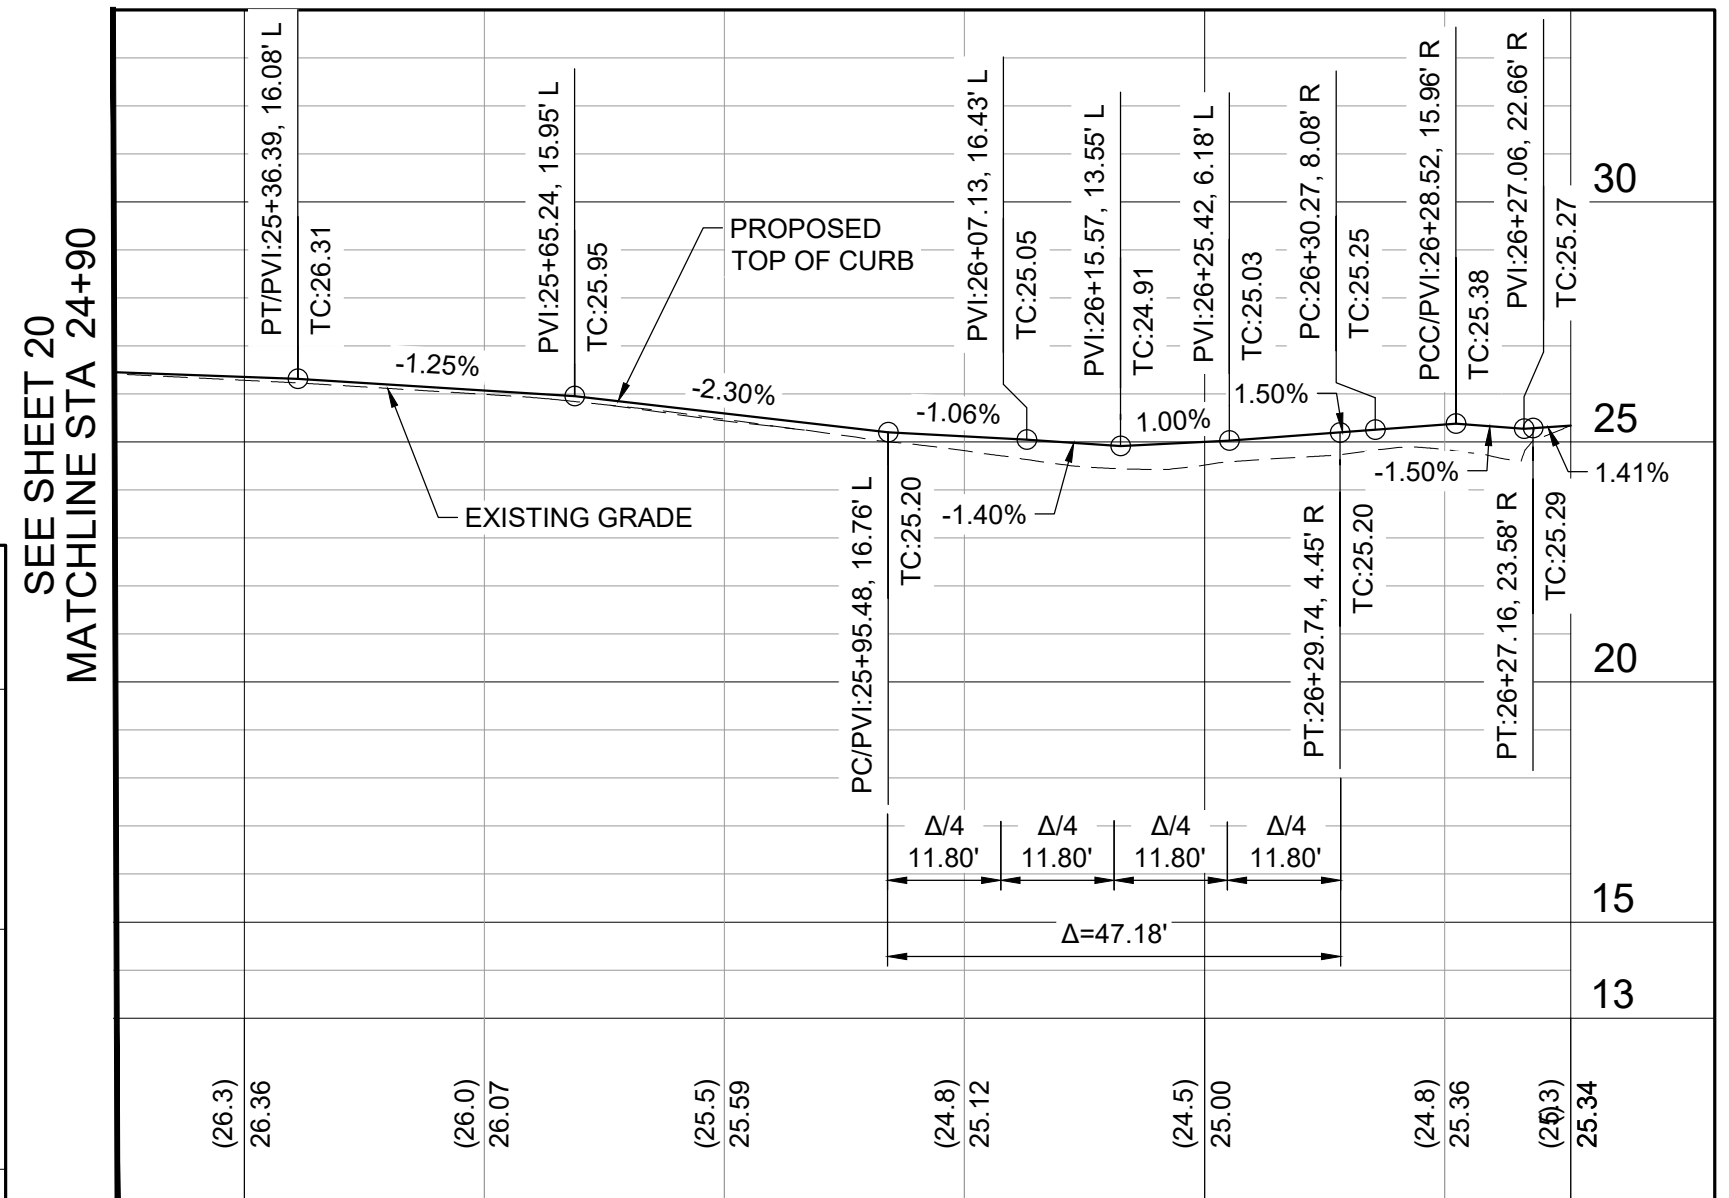 SEE SHEET 20
MATCHLINE STA 24+90
PT/PVI:25+36.39, 16.08' L
TC:26.31
PVI:25+65.24, 15.95' L
TC:25.95
PVI:26+07.13, 16.43' L
TC:25.05
PVI:26+15.57, 13.55' L
TC:24.91
PVI:26+25.42, 6.18' L
TC:25.03
PC:26+30.27, 8.08' R
TC:25.25
PCC/PVI:26+28.52, 15.96' R
TC:25.38
PVI:26+27.06, 22.66' R
TC:25.27
PROPOSED
TOP OF CURB
-1.25%
-2.30%
-1.06%
1.00%
1.50%
-1.40%
-1.50%
1.41%
EXISTING GRADE
PC/PVI:25+95.48, 16.76' L
TC:25.20
PT:26+29.74, 4.45' R
TC:25.20
PT:26+27.16, 23.58' R
TC:25.29
Δ/4
11.80'
Δ/4
11.80'
Δ/4
11.80'
Δ/4
11.80'
Δ=47.18'
30
25
20
15
13
(26.3)
26.36
(26.0)
26.07
(25.5)
25.59
(24.8)
25.12
(24.5)
25.00
(24.8)
25.36
25.34